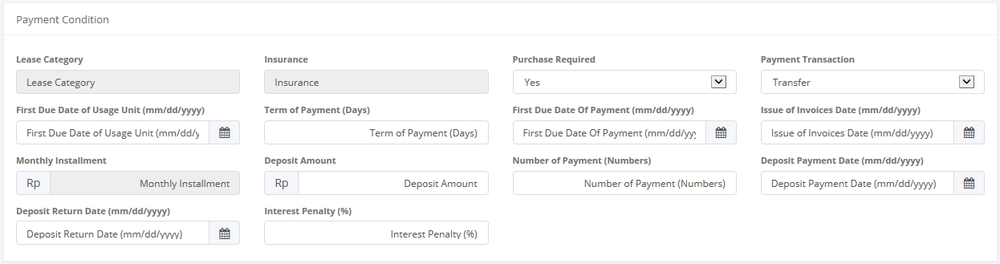 Payment Condition
Lease Category Insurance Purchase Required Payment Transaction
Lease Category Insurance Yes Transfer
First Due Date of Usage Unit (mm/dd/yyyy) Term of Payment (Days) First Due Date Of Payment (mm/dd/yyyy) Issue of Invoices Date (mm/dd/yyyy)
First Due Date of Usage Unit (mm/dd/y Term of Payment (Days) First Due Date Of Payment (mm/dd/yyy Issue of Invoices Date (mm/dd/yyyy)
Monthly Installment Deposit Amount Number of Payment (Numbers) Deposit Payment Date (mm/dd/yyyy)
Rp Monthly Installment Rp Deposit Amount Number of Payment (Numbers) Deposit Payment Date (mm/dd/yyyy)
Deposit Return Date (mm/dd/yyyy) Interest Penalty (%)
Deposit Return Date (mm/dd/yyyy) Interest Penalty (%)